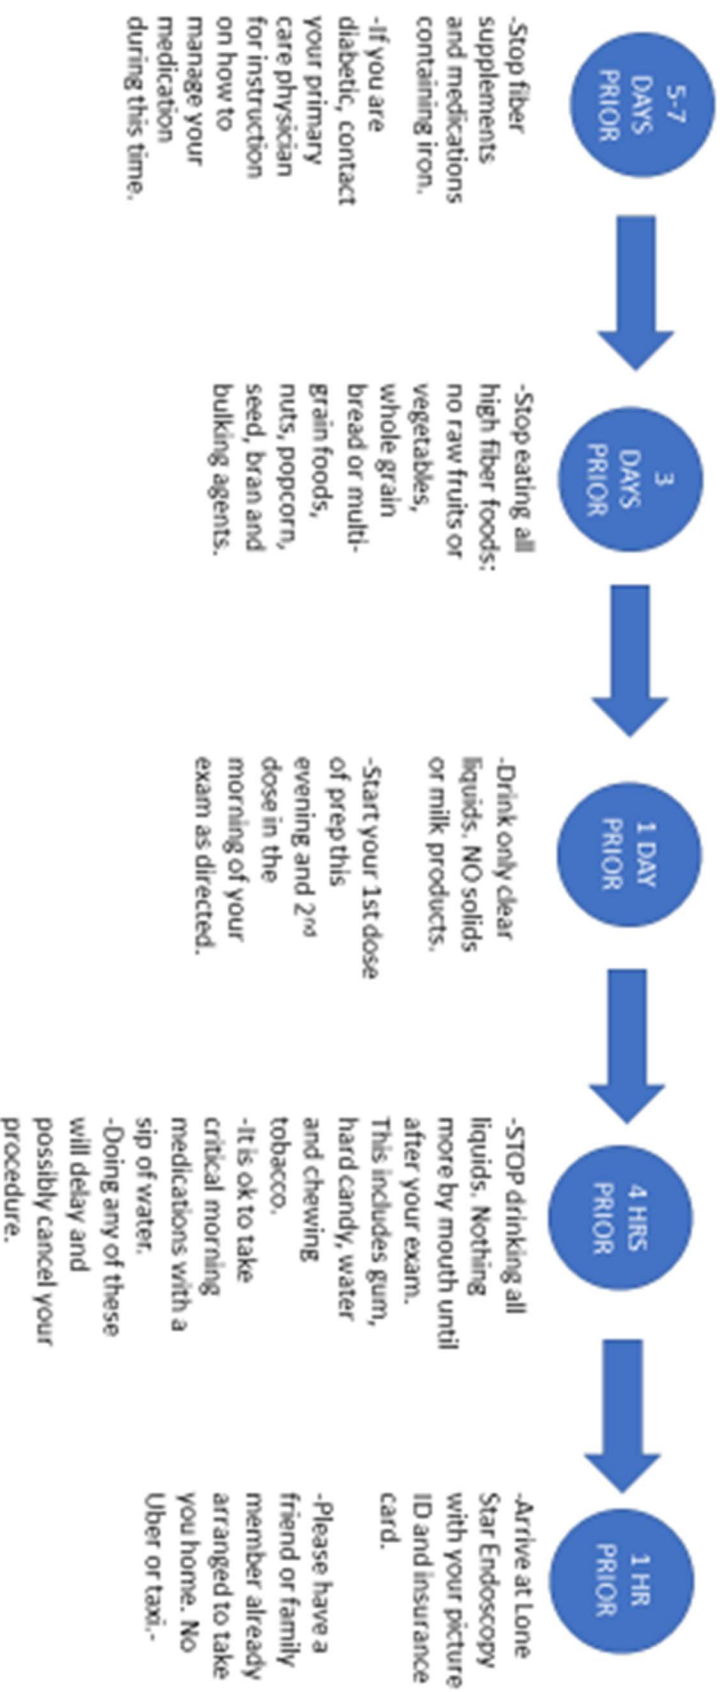 5-7
DAYS
PRIOR
-Stop fiber
supplements
and medications
containing iron.
-If you are
diabetic, contact
your primary
care physician
for instruction
on how to
manage your
medication
during this time.
3
DAYS
PRIOR
-Stop eating all
high fiber foods:
no raw fruits or
vegetables,
whole grain
bread or multi-
grain foods,
nuts, popcorn,
seed, bran and
bulking agents.
1 DAY
PRIOR
-Drink only clear
liquids. NO solids
or milk products.
-Start your 1st dose
of prep this
evening and 2nd
dose in the
morning of your
exam as directed.
4 HRS
PRIOR
-STOP drinking all
liquids. Nothing
more by mouth until
after your exam.
This includes gum,
hard candy, water
and chewing
tobacco.
-It is ok to take
critical morning
medications with a
sip of water.
-Doing any of these
will delay and
possibly cancel your
procedure.
1 HR
PRIOR
-Arrive at Lone
Star Endoscopy
with your picture
ID and insurance
card.
-Please have a
friend or family
member already
arranged to take
you home. No
Uber or taxi.-